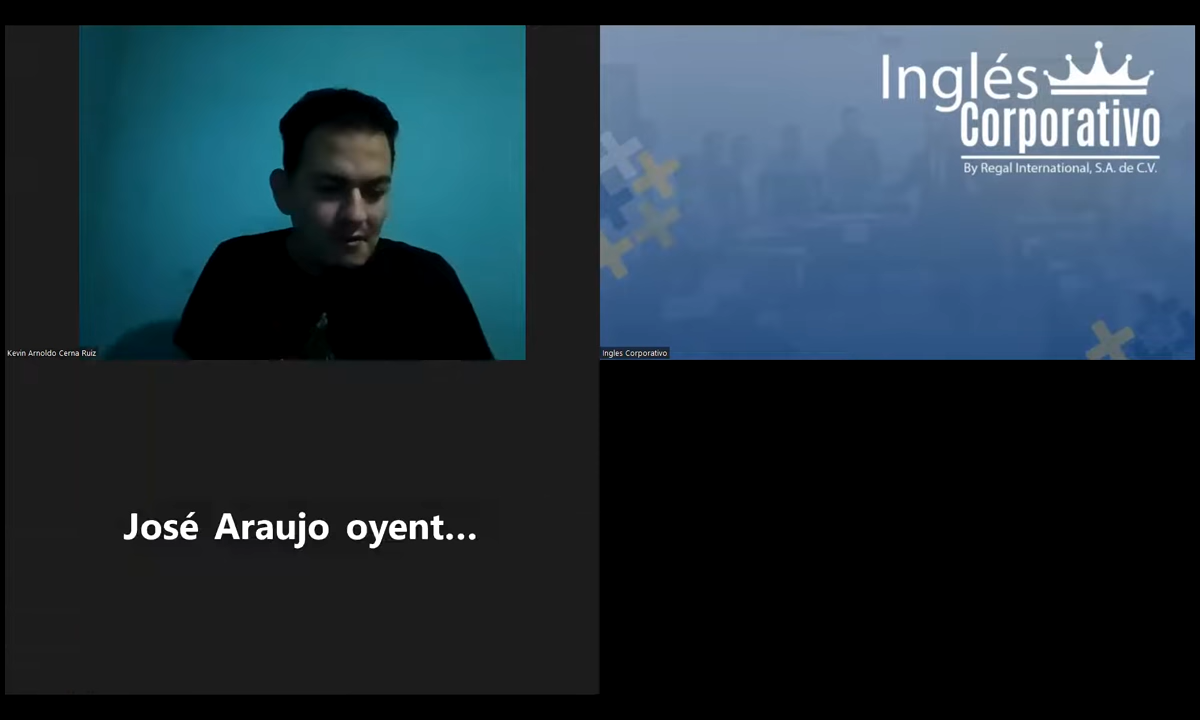 Inglés
Corporativo
By Regal International, S.A. de C.V.
Kevin Arnoldo Cerna Ruiz
Ingles Corporativo
José Araujo oyent...